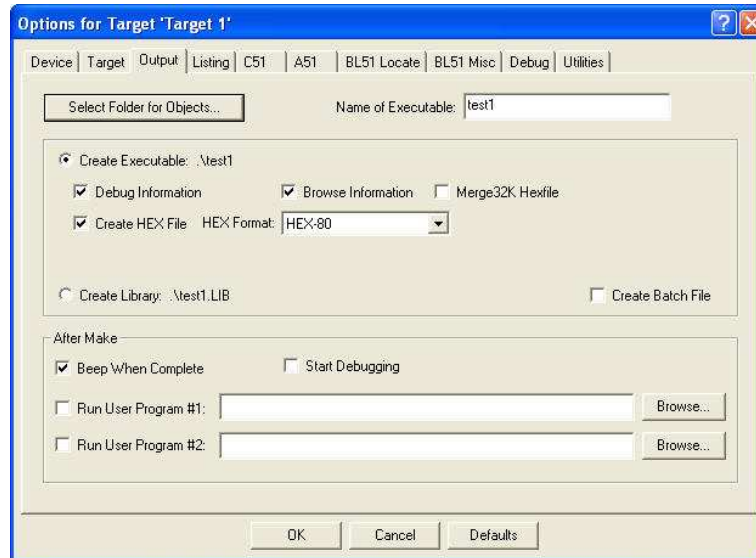 Options for Target 'Target 1'
Device Target Output Listing C51 A51 BL51 Locate BL51 Misc Debug Utilities
Select Folder for Objects... Name of Executable: test1
Create Executable: .\test1
Debug Information Browse Information Merge32K Hexfile
Create HEX File HEX Format: HEX-80
Create Library: .\test1.LIB Create Batch File
After Make
Beep When Complete Start Debugging
Run User Program #1: Browse...
Run User Program #2: Browse...
OK Cancel Defaults